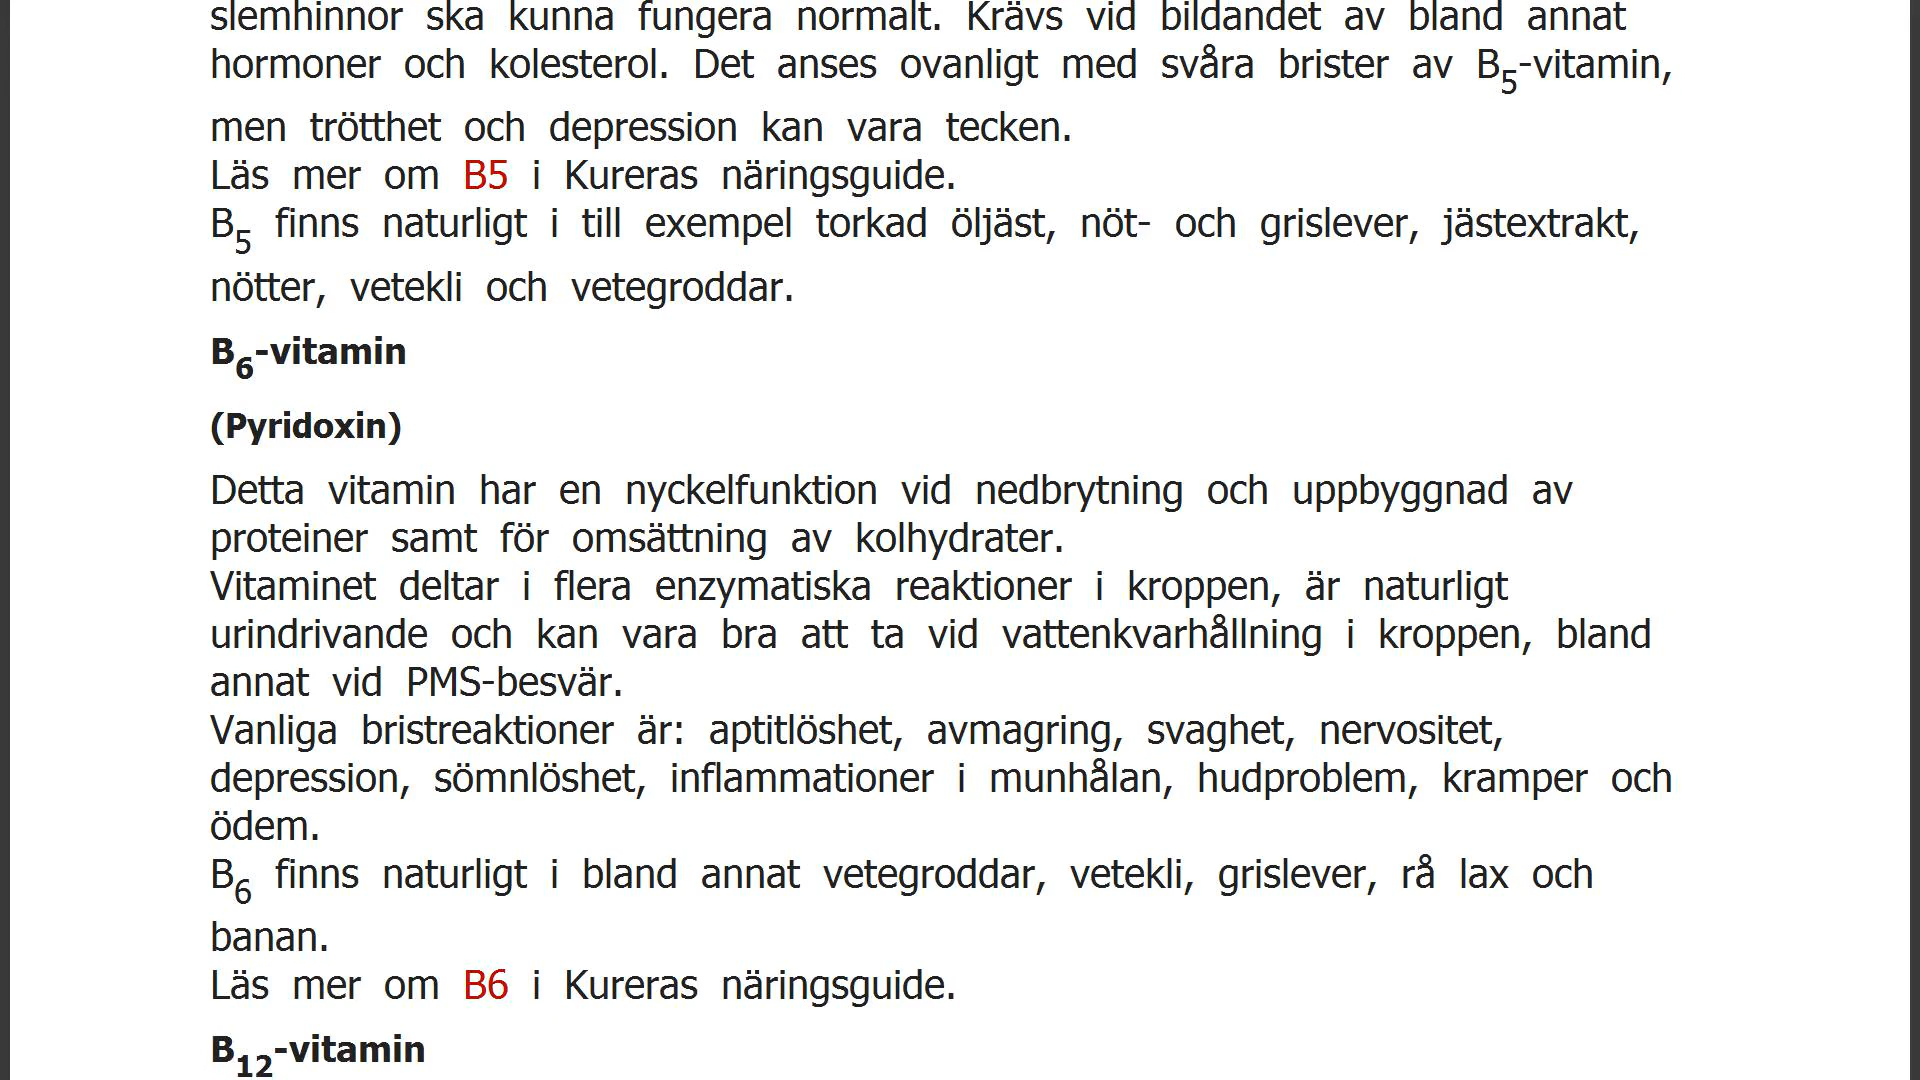 slemhinnor ska kunna fungera normalt. Krävs vid bildandet av bland annat
hormoner och kolesterol. Det anses ovanligt med svåra brister av B5-vitamin,
men trötthet och depression kan vara tecken.
Läs mer om B5 i Kureras näringsguide.
B5 finns naturligt i till exempel torkad öljäst, nöt- och grislever, jästextrakt,
nötter, vetekli och vetegroddar.
B6-vitamin
(Pyridoxin)
Detta vitamin har en nyckelfunktion vid nedbrytning och uppbyggnad av
proteiner samt för omsättning av kolhydrater.
Vitaminet deltar i flera enzymatiska reaktioner i kroppen, är naturligt
urindrivande och kan vara bra att ta vid vattenkvarhållning i kroppen, bland
annat vid PMS-besvär.
Vanliga bristreaktioner är: aptitlöshet, avmagring, svaghet, nervositet,
depression, sömnlöshet, inflammationer i munhålan, hudproblem, kramper och
ödem.
B6 finns naturligt i bland annat vetegroddar, vetekli, grislever, rå lax och
banan.
Läs mer om B6 i Kureras näringsguide.
B12-vitamin